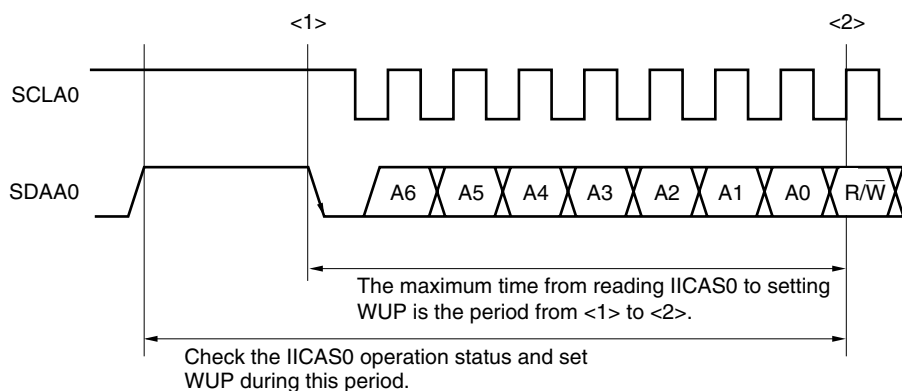 <1> <2>
SCLA0
SDAA0 A6 A5 A4 A3 A2 A1 A0 R/W̅
The maximum time from reading IICAS0 to setting
WUP is the period from <1> to <2>.
Check the IICAS0 operation status and set
WUP during this period.